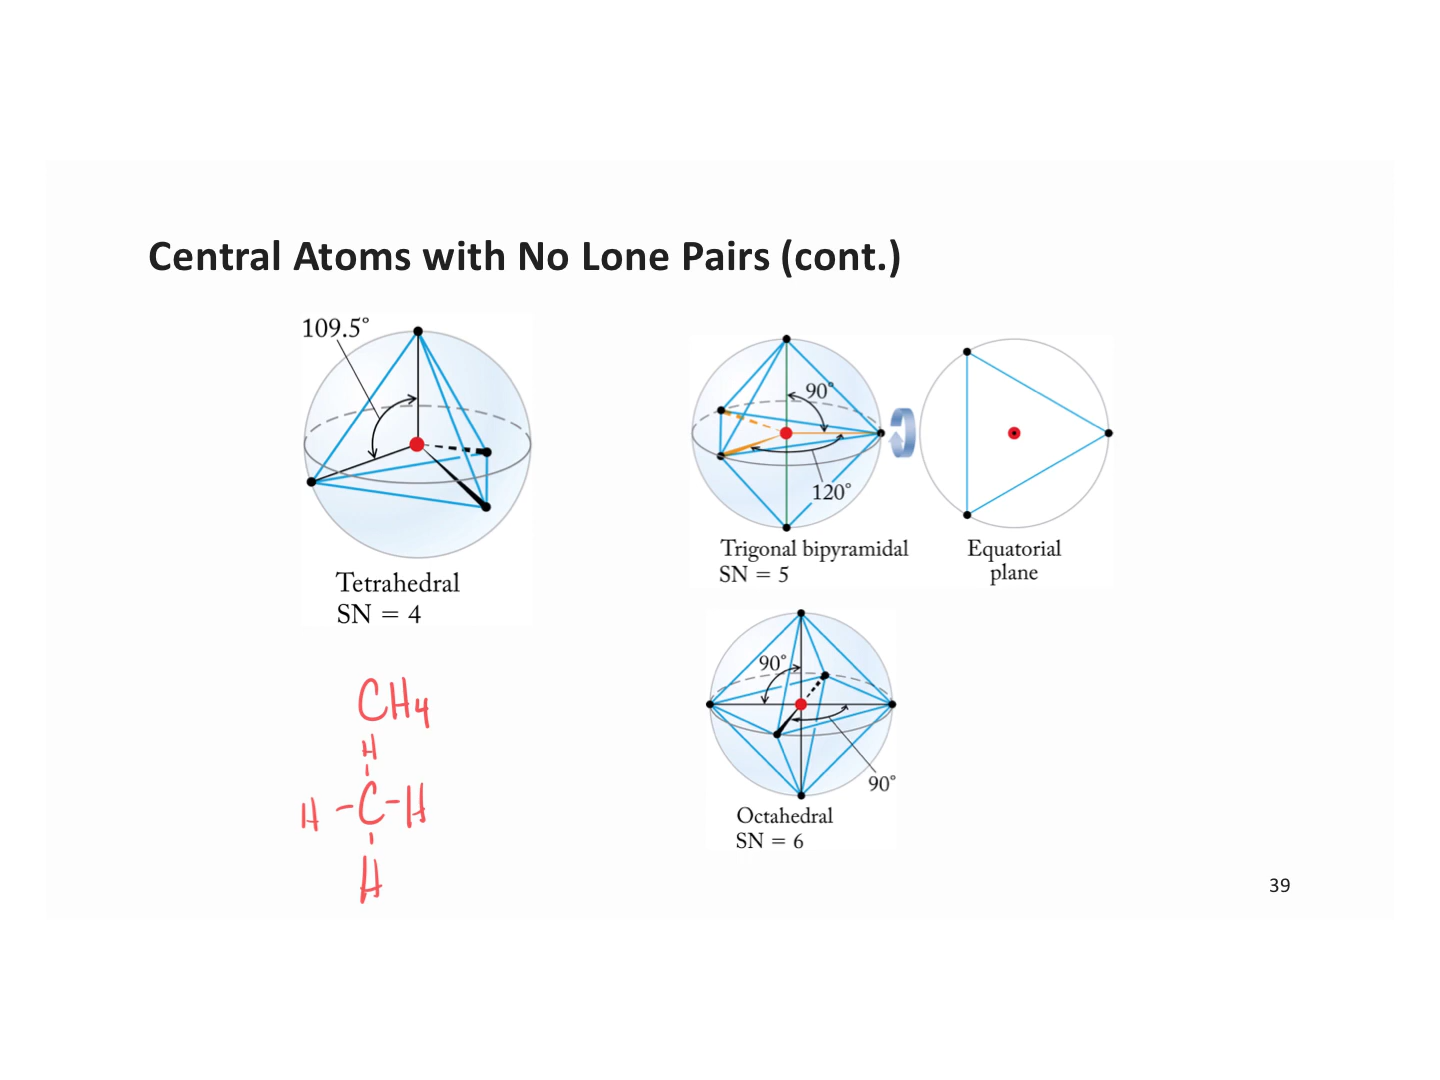 Central Atoms with No Lone Pairs (cont.)
109.5°
Tetrahedral
SN = 4
90°
120°
Trigonal bipyramidal
SN = 5
Equatorial
plane
90°
90°
Octahedral
SN = 6
CH4
H
H-C-H
H
39